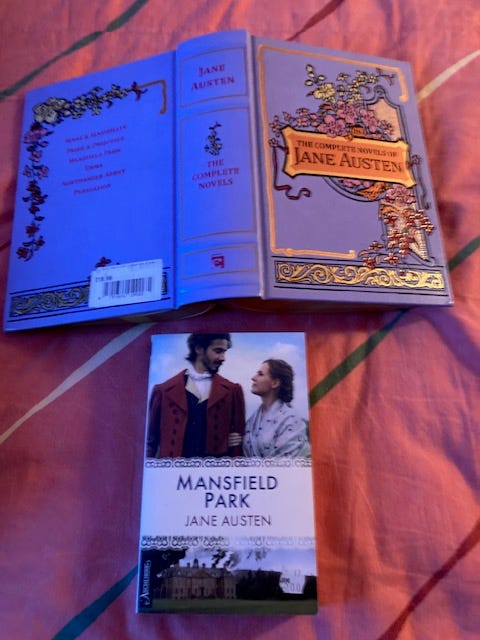 SENSE & SENSIBILITY
PRIDE & PREJUDICE
MANSFIELD PARK
EMMA
NORTHANGER ABBEY
PERSUASION
JANE
AUSTEN
THE
COMPLETE
NOVELS
THE COMPLETE NOVELS OF
JANE AUSTEN
MANSFIELD
PARK
JANE AUSTEN